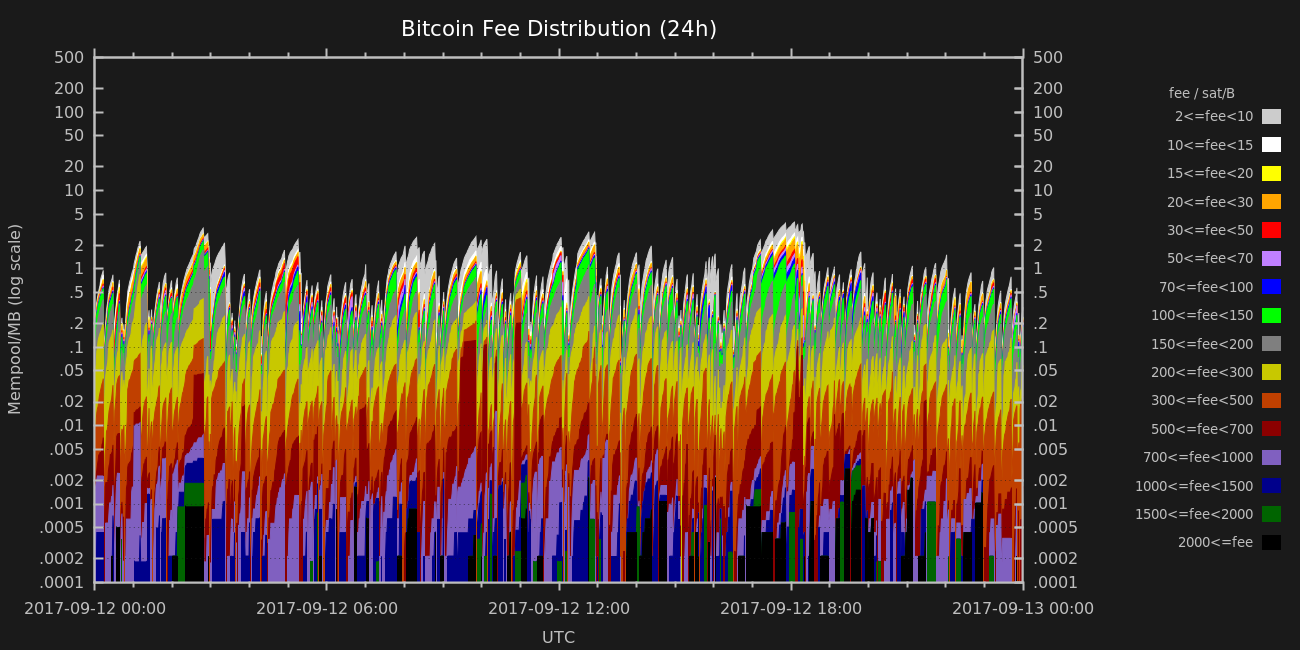 Bitcoin Fee Distribution (24h)
500
200
100
50
20
10
5
2
1
.5
.2
.1
.05
.02
.01
.005
.002
.001
.0005
.0002
.0001
Mempool/MB (log scale)
500
200
100
50
20
10
5
2
1
.5
.2
.1
.05
.02
.01
.005
.002
.001
.0005
.0002
.0001
2017-09-12 00:00 2017-09-12 06:00 2017-09-12 12:00 2017-09-12 18:00 2017-09-13 00:00
UTC
fee / sat/B
2<=fee<10
10<=fee<15
15<=fee<20
20<=fee<30
30<=fee<50
50<=fee<70
70<=fee<100
100<=fee<150
150<=fee<200
200<=fee<300
300<=fee<500
500<=fee<700
700<=fee<1000
1000<=fee<1500
1500<=fee<2000
2000<=fee